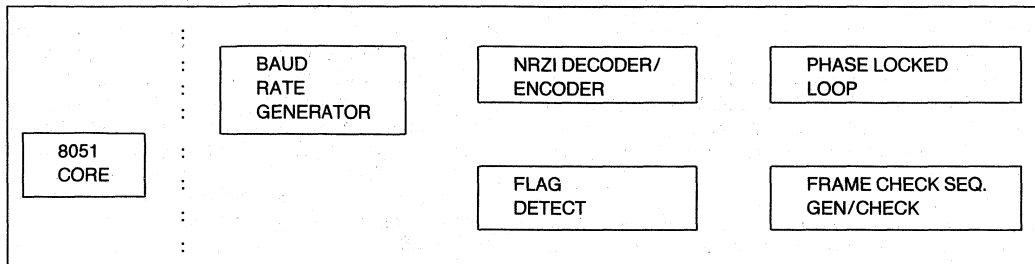 8051
CORE
BAUD
RATE
GENERATOR
NRZI DECODER/
ENCODER
PHASE LOCKED
LOOP
FLAG
DETECT
FRAME CHECK SEQ.
GEN/CHECK